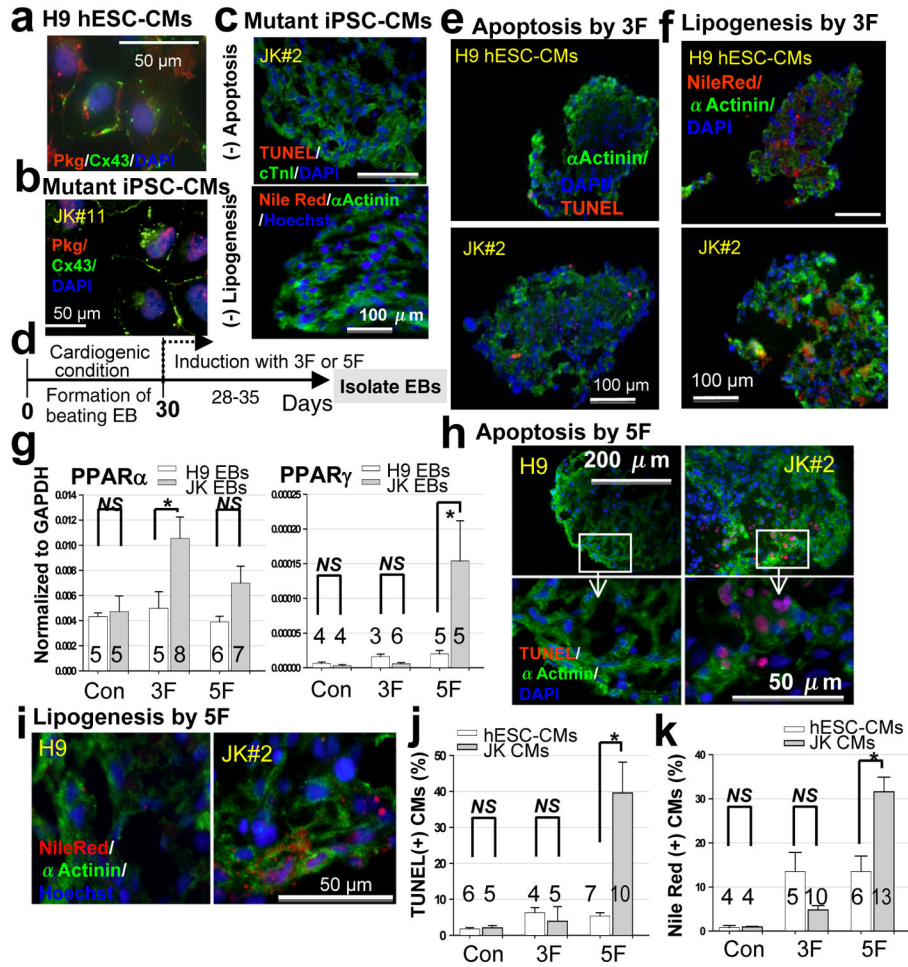 a H9 hESC-CMs
50 µm
Pkg/Cx43/DAPI
b Mutant iPSC-CMs
JK#11
Pkg/
Cx43/
DAPI
50 µm
c Mutant iPSC-CMs
(-) Apoptosis
JK#2
TUNEL/
cTnI/DAPI
(-) Lipogenesis
Nile Red/αActinin
/Hoechst
100 µm
d
Cardiogenic
condition
Induction with 3F or 5F
Formation of
beating EB
0
30
28-35
Days
Isolate EBs
e Apoptosis by 3F
H9 hESC-CMs
αActinin/
DAPI/
TUNEL
JK#2
100 µm
f Lipogenesis by 3F
H9 hESC-CMs
NileRed/
α Actinin/
DAPI
JK#2
100 µm
g
PPARα
H9 EBs
JK EBs
Normalized to GAPDH
0.014
0.012
0.010
0.008
0.006
0.004
0.002
0.000
NS
*
NS
5 5 5 8 6 7
Con 3F 5F
PPARγ
H9 EBs
JK EBs
0.00025
0.00020
0.00015
0.00010
0.00005
0.00000
NS
NS
*
4 4 3 6 5 5
Con 3F 5F
h Apoptosis by 5F
H9
200 µm
JK#2
TUNEL/
α Actinin/
DAPI
50 µm
i Lipogenesis by 5F
H9
JK#2
NileRed/
α Actinin/
Hoechst
50 µm
j
hESC-CMs
JK CMs
TUNEL(+) CMs (%)
50
40
30
20
10
0
NS
NS
*
6 5 4 5 7 10
Con 3F 5F
k
hESC-CMs
JK CMs
Nile Red (+) CMs (%)
40
30
20
10
0
NS
NS
*
4 4 5 10 6 13
Con 3F 5F